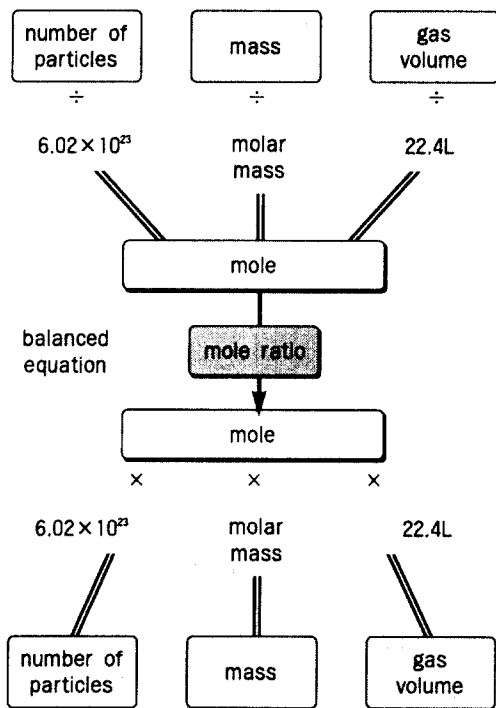 number of
particles
mass
gas
volume
÷ ÷ ÷
6.02×10²³
molar
mass
22.4L
mole
balanced
equation
mole ratio
mole
× × ×
6.02×10²³
molar
mass
22.4L
number of
particles
mass
gas
volume